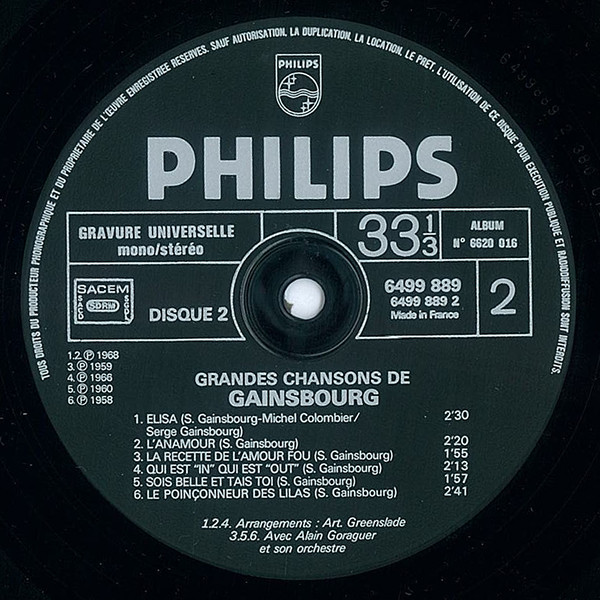 TOUS DROITS DU PRODUCTEUR PHONOGRAPHIQUE ET DU PROPRIETAIRE DE L'ŒUVRE ENREGISTREE RESERVES. SAUF AUTORISATION, LA DUPLICATION, LA LOCATION, LE PRET, L'UTILISATION DE CE DISQUE POUR EXECUTION PUBLIQUE ET RADIODIFFUSION SONT INTERDITS.
PHILIPS
PHILIPS
GRAVURE UNIVERSELLE
mono/stéréo
33 1/3
ALBUM
N° 6620 016
SACEM
SACD
SDRM
SGDL
DISQUE 2
6499 889
6499 889 2
Made in France
2
1.2. Ⓟ 1968
3. Ⓟ 1959
4. Ⓟ 1966
5. Ⓟ 1960
6. Ⓟ 1958
GRANDES CHANSONS DE
GAINSBOURG
1. ELISA (S. Gainsbourg-Michel Colombier/ 2'30
Serge Gainsbourg)
2. L'ANAMOUR (S. Gainsbourg) 2'20
3. LA RECETTE DE L'AMOUR FOU (S. Gainsbourg) 1'55
4. QUI EST "IN" QUI EST "OUT" (S. Gainsbourg) 2'13
5. SOIS BELLE ET TAIS TOI (S. Gainsbourg) 1'57
6. LE POINÇONNEUR DES LILAS (S. Gainsbourg) 2'41
1.2.4. Arrangements : Art. Greenslade
3.5.6. Avec Alain Goraguer
et son orchestre